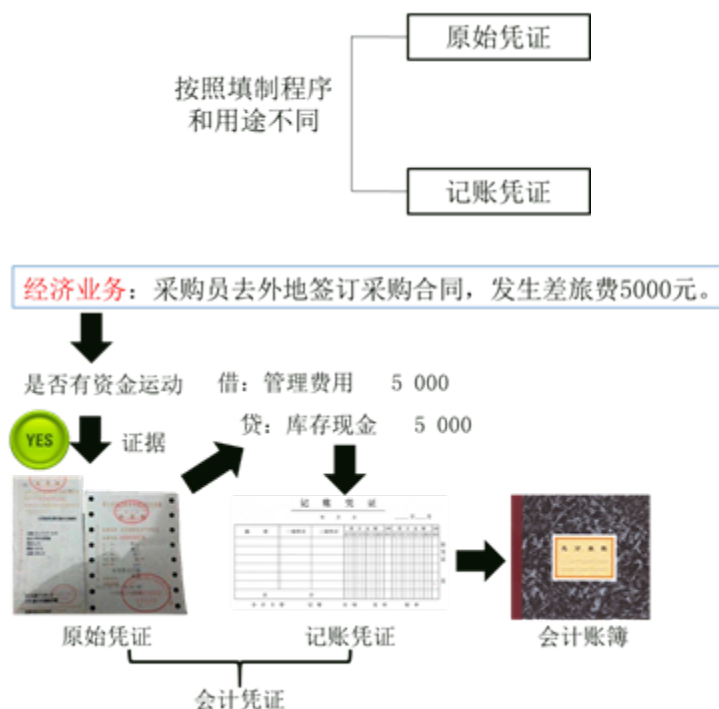 原始凭证
按照填制程序
和用途不同
记账凭证
经济业务：采购员去外地签订采购合同，发生差旅费5000元。
是否有资金运动
借：管理费用 5 000
贷：库存现金 5 000
YES
证据
记 账 凭 证
原始凭证
记账凭证
会计账簿
会计凭证